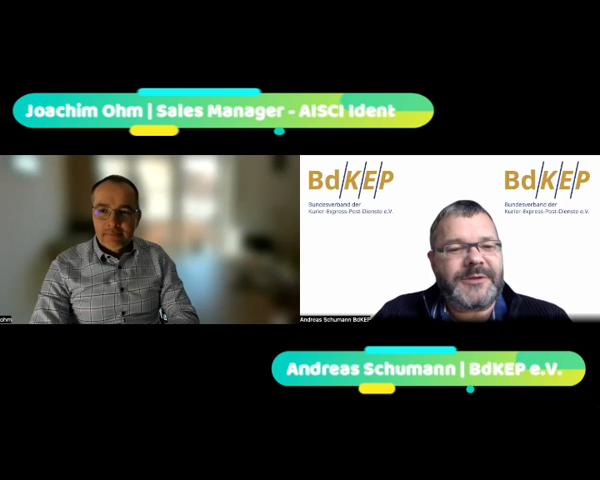 Joachim Ohm | Sales Manager - AISCI Ident
BdKEP
Bundesverband der
Kurier-Express-Post-Dienste e.V.
BdKEP
Bundesverband der
Kurier-Express-Post-Dienste e.V.
ohm
Andreas Schumann BdKEP
Andreas Schumann | BdKEP e.V.